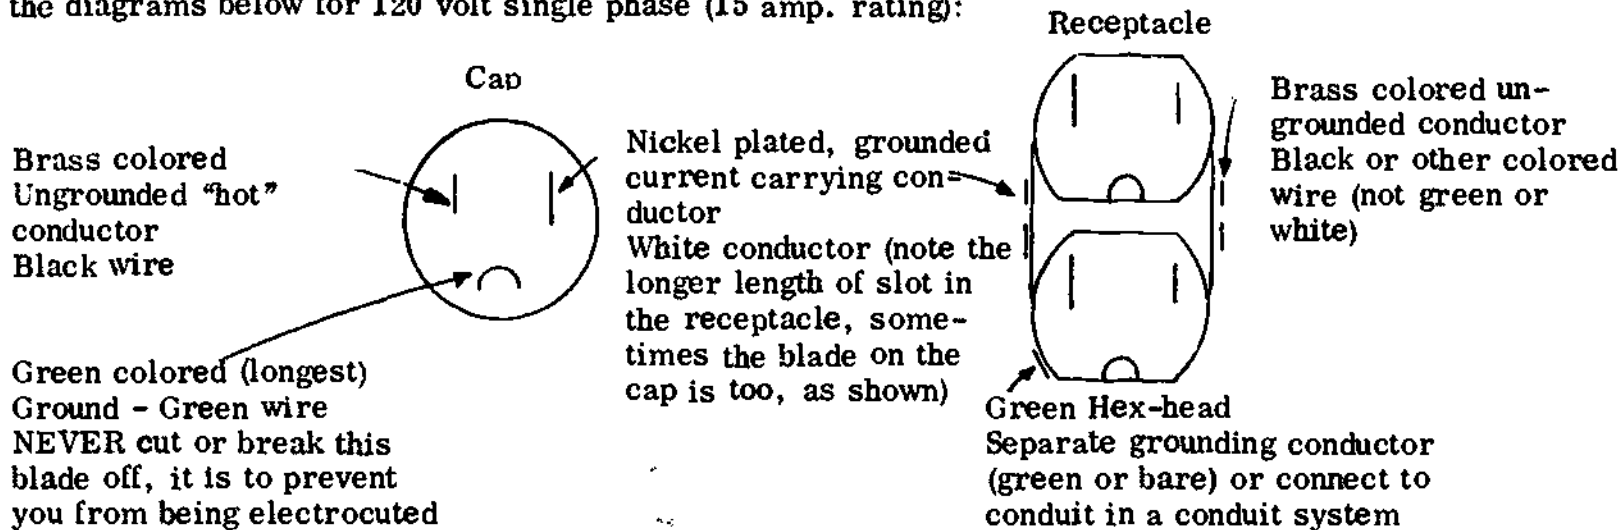 the diagrams below for 120 volt single phase (15 amp. rating):
Receptacle
Cap
Brass colored
Ungrounded "hot"
conductor
Black wire
Green colored (longest)
Ground - Green wire
NEVER cut or break this
blade off, it is to prevent
you from being electrocuted
Nickel plated, grounded
current carrying con-
ductor
White conductor (note the
longer length of slot in
the receptacle, some-
times the blade on the
cap is too, as shown)
Brass colored un-
grounded conductor
Black or other colored
wire (not green or
white)
Green Hex-head
Separate grounding conductor
(green or bare) or connect to
conduit in a conduit system